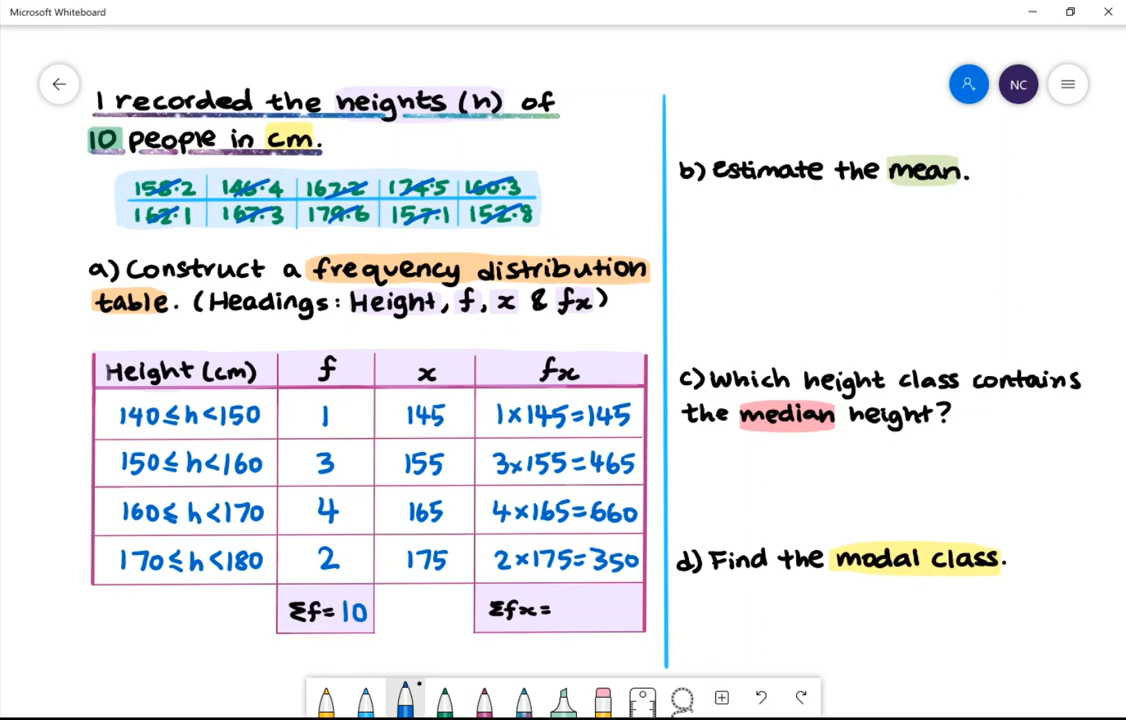 Microsoft Whiteboard
NC
I recorded the heights (h) of
10 people in cm.
158.2 146.4 167.2 174.5 160.3
162.1 167.3 179.6 157.1 152.8
a) Construct a frequency distribution
table. (Headings: Height, f, x & fx)
Height (cm) f x fx
140≤h<150 1 145 1×145=145
150≤h<160 3 155 3×155=465
160≤h<170 4 165 4×165=660
170≤h<180 2 175 2×175=350
Σf=10 Σfx=
b) Estimate the mean.
c) Which height class contains
the median height?
d) Find the modal class.